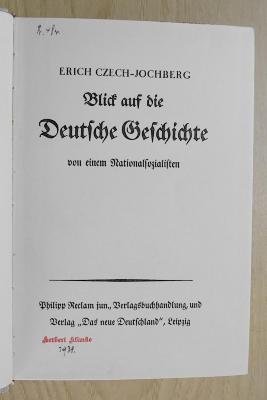 ERICH CZECH-JOCHBERG
Blick auf die
Deutsche Geschichte
von einem Nationalsozialisten
Philipp Reclam jun., Verlagsbuchhandlung, und
Verlag „Das neue Deutschland", Leipzig
Herbert